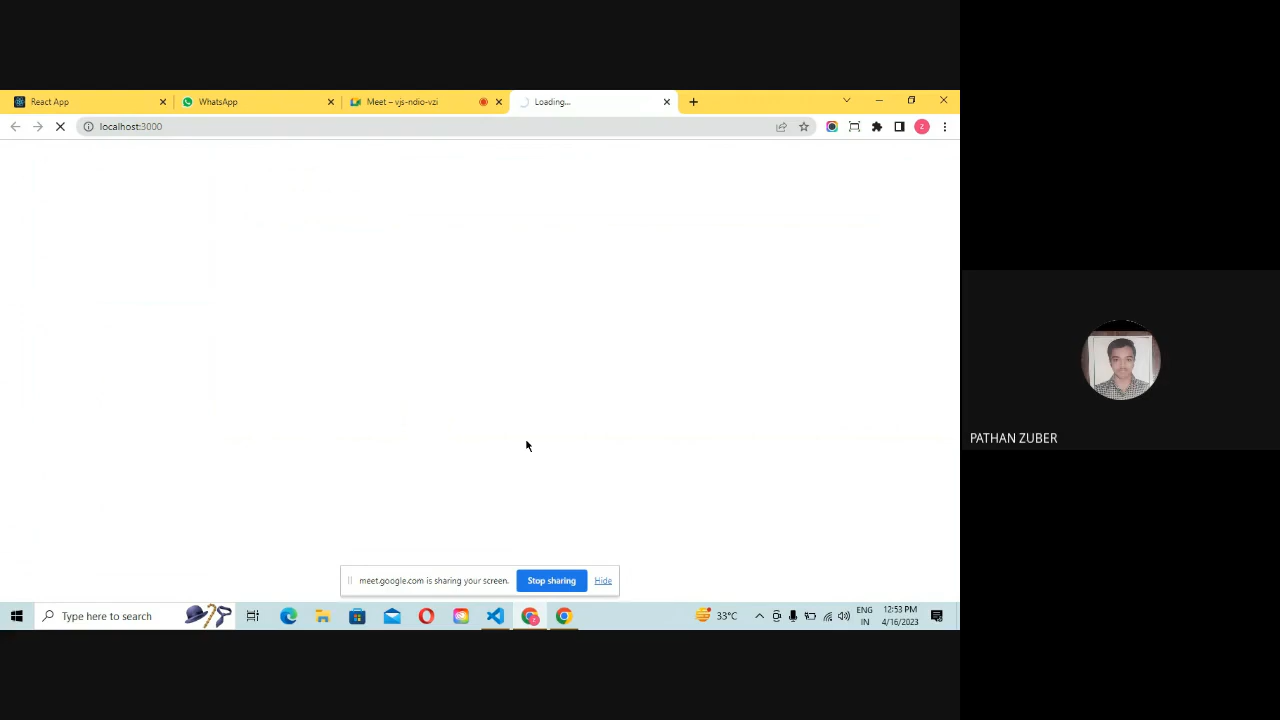 React App
WhatsApp
Meet – vjs-ndio-vzi
Loading...
localhost:3000
Z
PATHAN ZUBER
meet.google.com is sharing your screen.
Stop sharing
Hide
Type here to search
33°C
ENG
IN
12:53 PM
4/16/2023